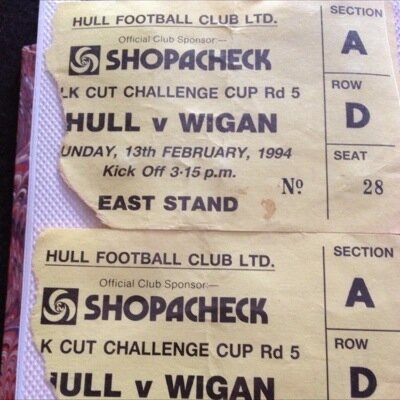 HULL FOOTBALL CLUB LTD.
Official Club Sponsor:—
SHOPACHECK
LK CUT CHALLENGE CUP Rd 5
HULL v WIGAN
UNDAY, 13th FEBRUARY, 1994
Kick Off 3·15 p.m.
Nº 28
EAST STAND
SECTION
A
ROW
D
SEAT
HULL FOOTBALL CLUB LTD.
Official Club Sponsor:—
SHOPACHECK
K CUT CHALLENGE CUP Rd 5
HULL v WIGAN
SECTION
A
ROW
D